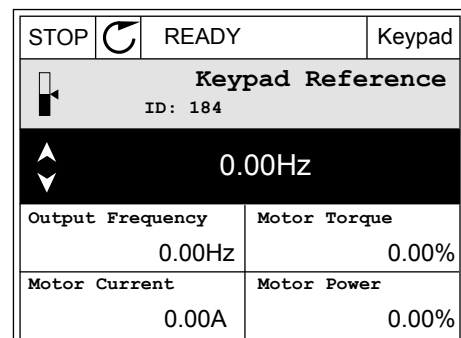 STOP READY Keypad
Keypad Reference
ID: 184
0.00Hz
Output Frequency Motor Torque
0.00Hz 0.00%
Motor Current Motor Power
0.00A 0.00%